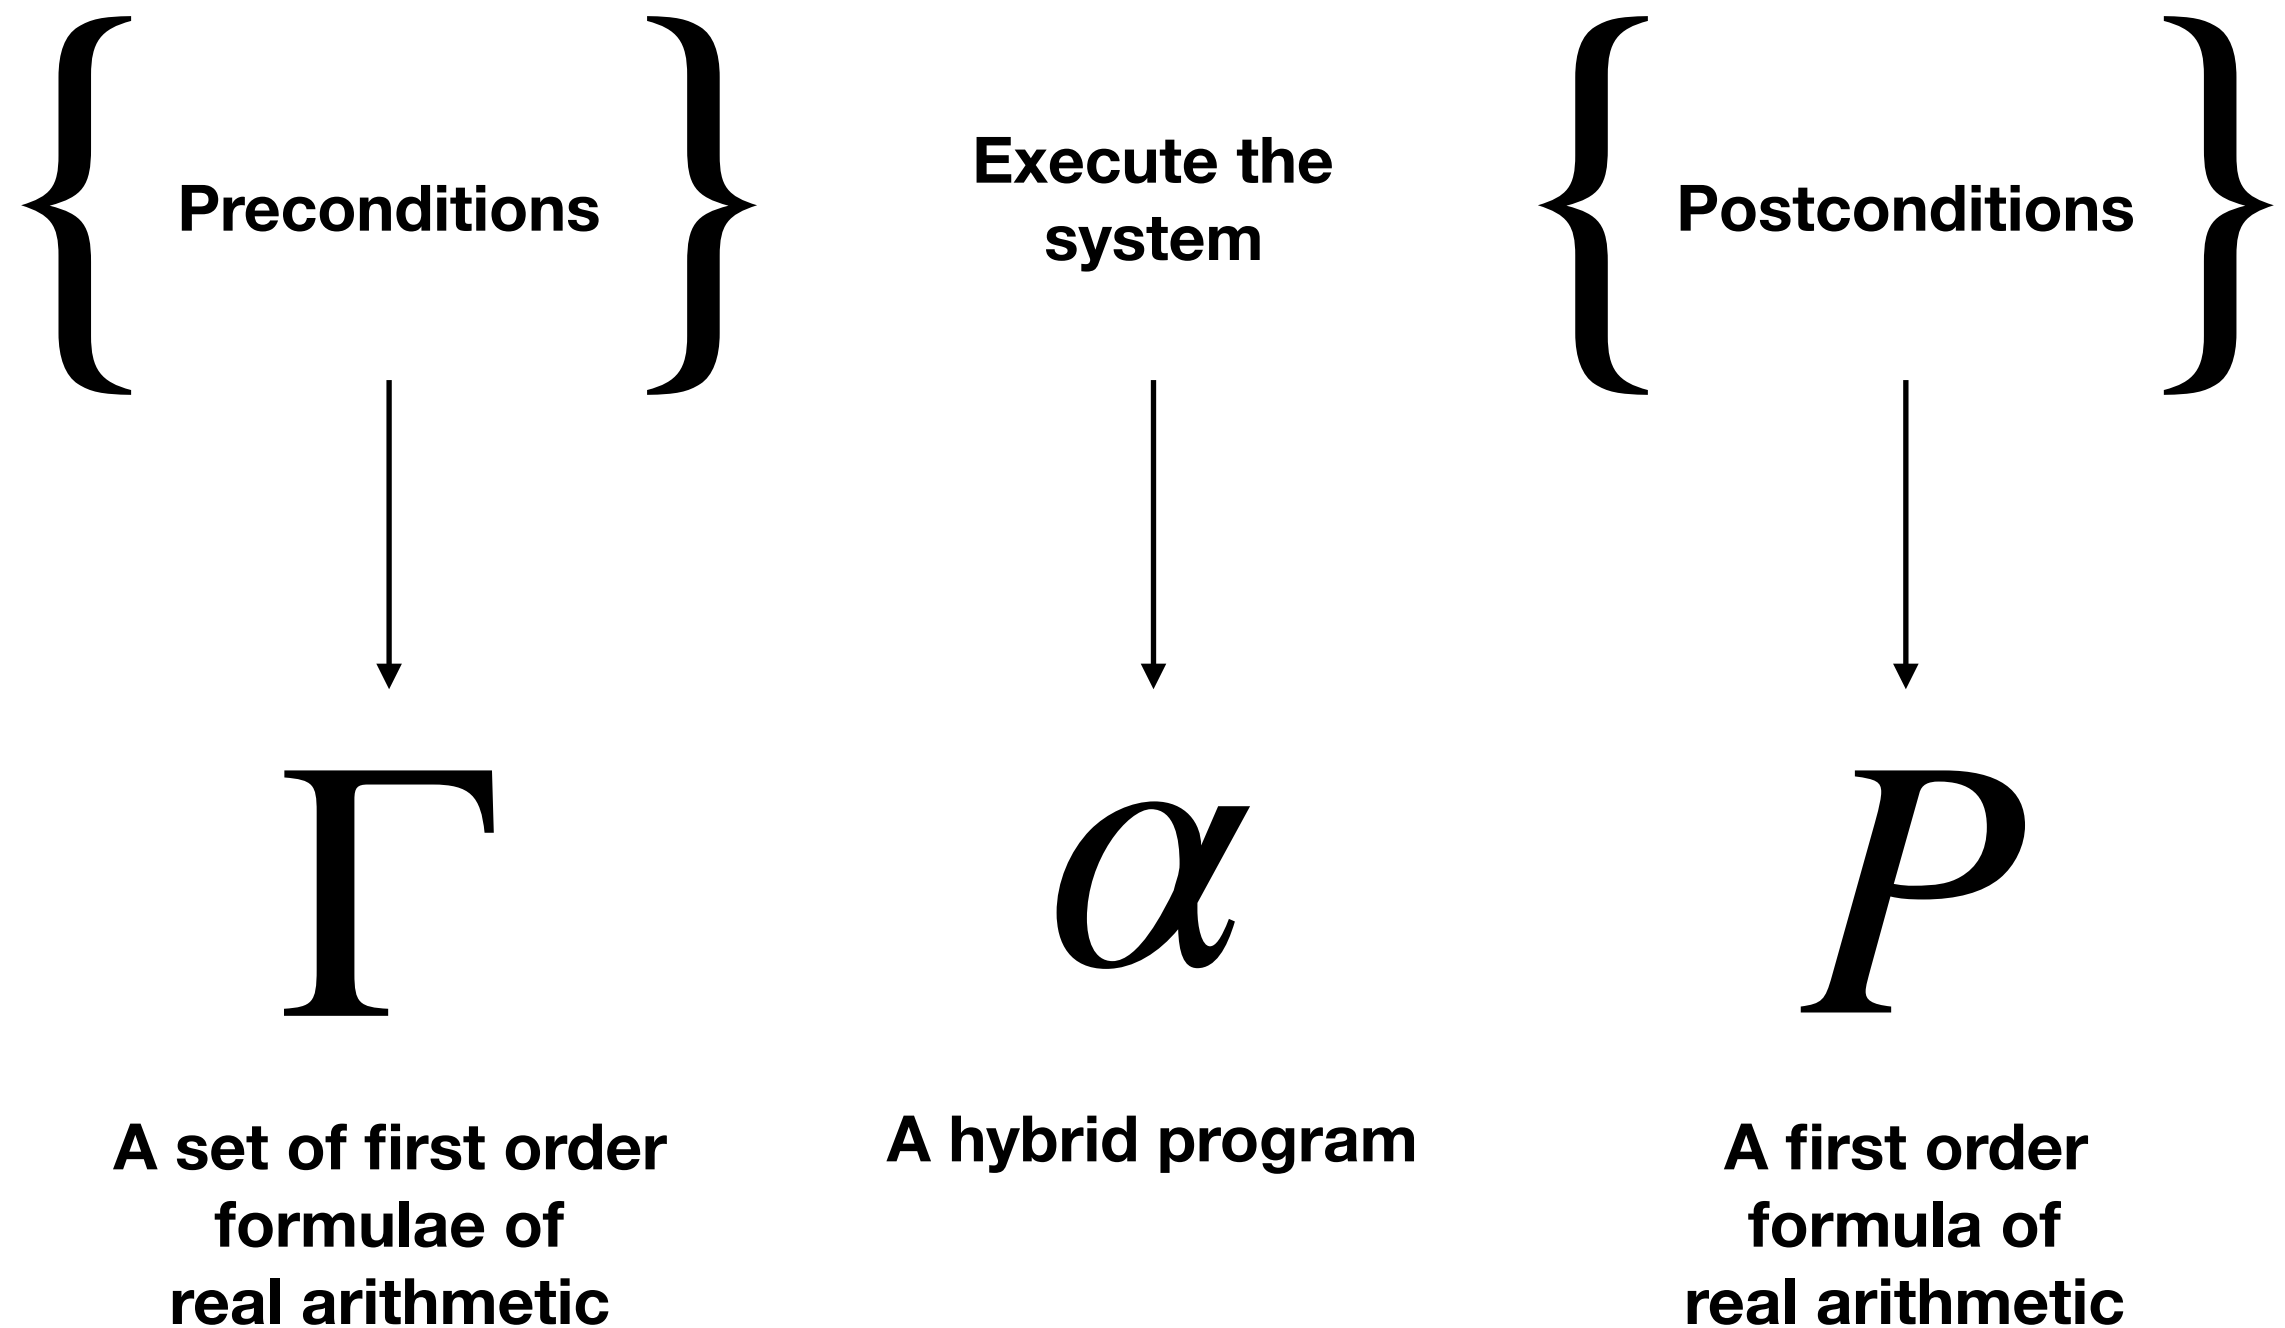 { Preconditions }
Execute the
system
{ Postconditions }
Γ
α
P
A set of first order
formulae of
real arithmetic
A hybrid program
A first order
formula of
real arithmetic